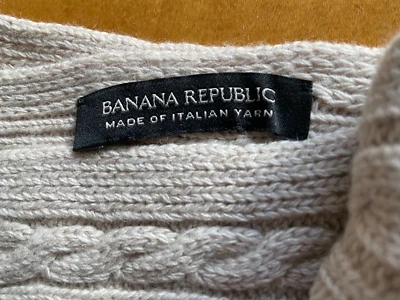 BANANA REPUBLIC
MADE OF ITALIAN YARN